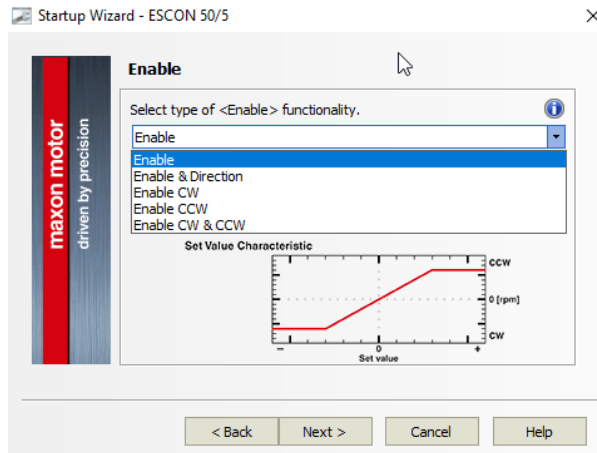 Startup Wizard - ESCON 50/5
maxon motor
driven by precision
Enable
Select type of <Enable> functionality.
Enable
Enable
Enable & Direction
Enable CW
Enable CCW
Enable CW & CCW
Set Value Characteristic
CCW
0 [rpm]
CW
- 0 +
Set value
< Back Next > Cancel Help